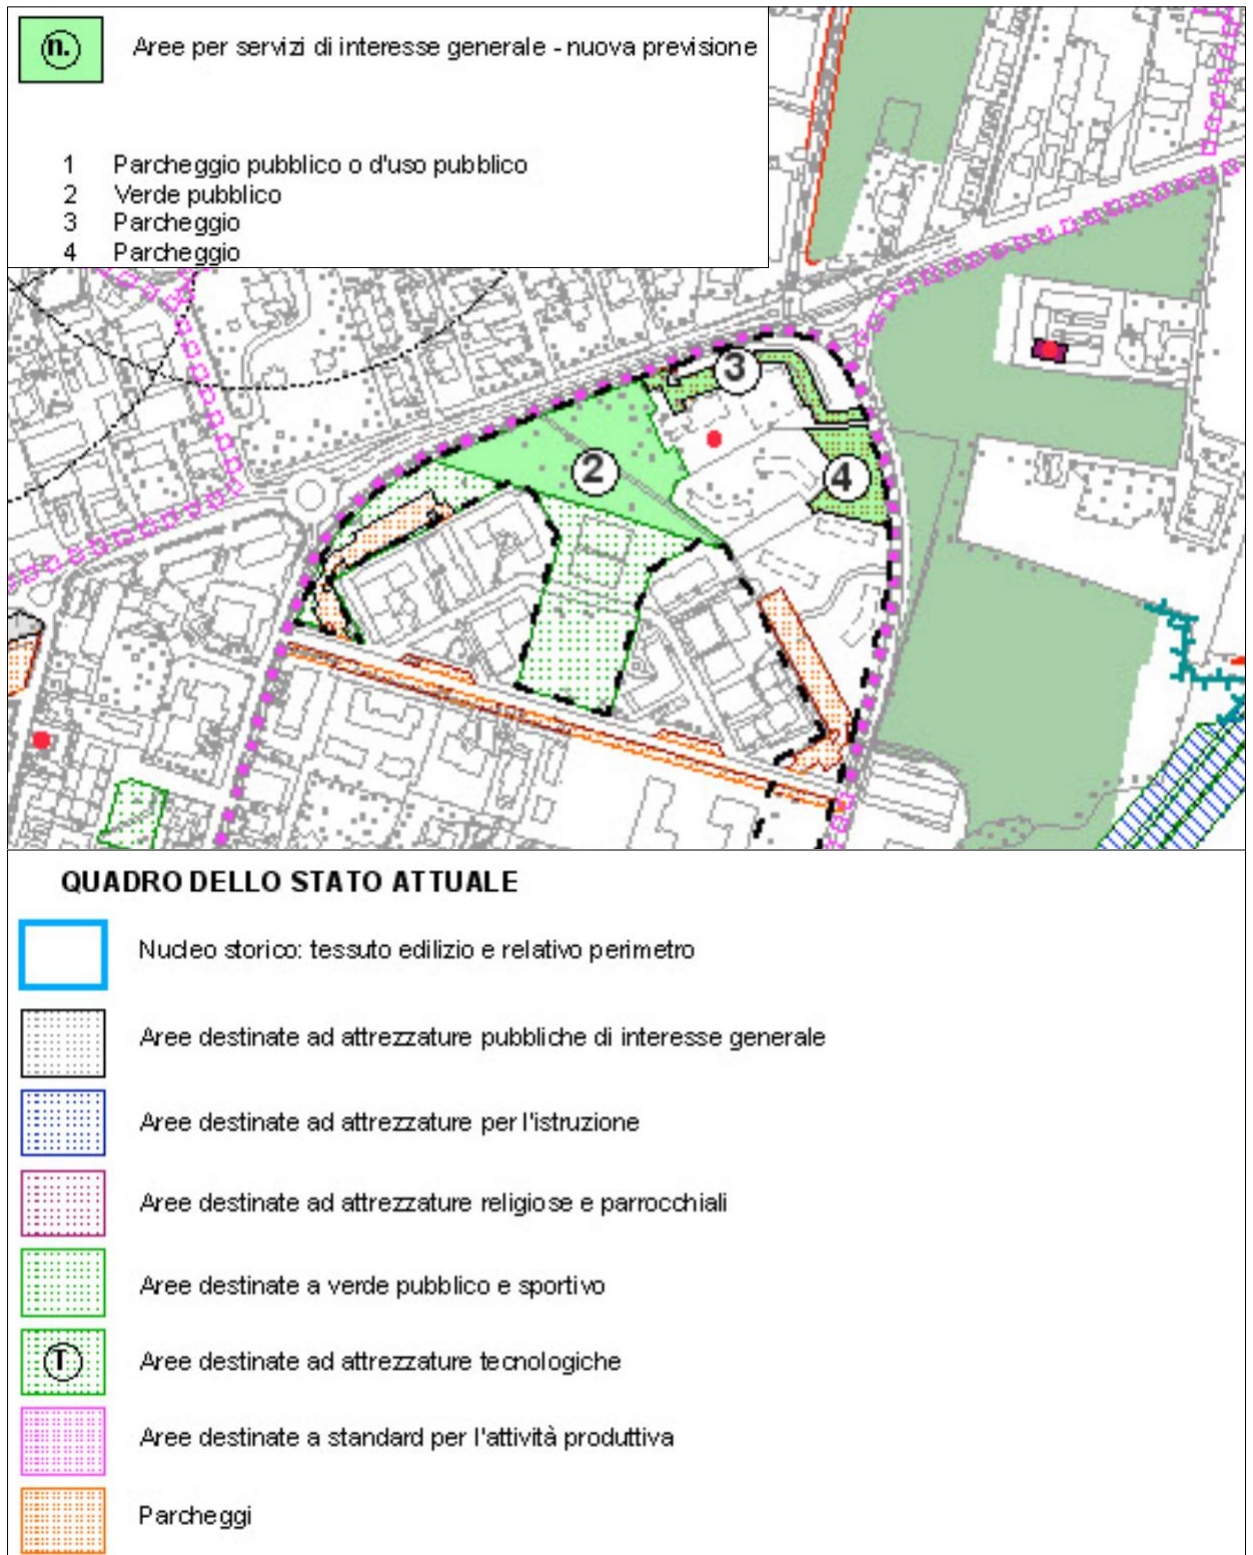 n. Aree per servizi di interesse generale - nuova previsione
1 Parcheggio pubblico o d'uso pubblico
2 Verde pubblico
3 Parcheggio
4 Parcheggio
3
2
4
QUADRO DELLO STATO ATTUALE
Nucleo storico: tessuto edilizio e relativo perimetro
Aree destinate ad attrezzature pubbliche di interesse generale
Aree destinate ad attrezzature per l'istruzione
Aree destinate ad attrezzature religiose e parrocchiali
Aree destinate a verde pubblico e sportivo
T Aree destinate ad attrezzature tecnologiche
Aree destinate a standard per l'attività produttiva
Parcheggi